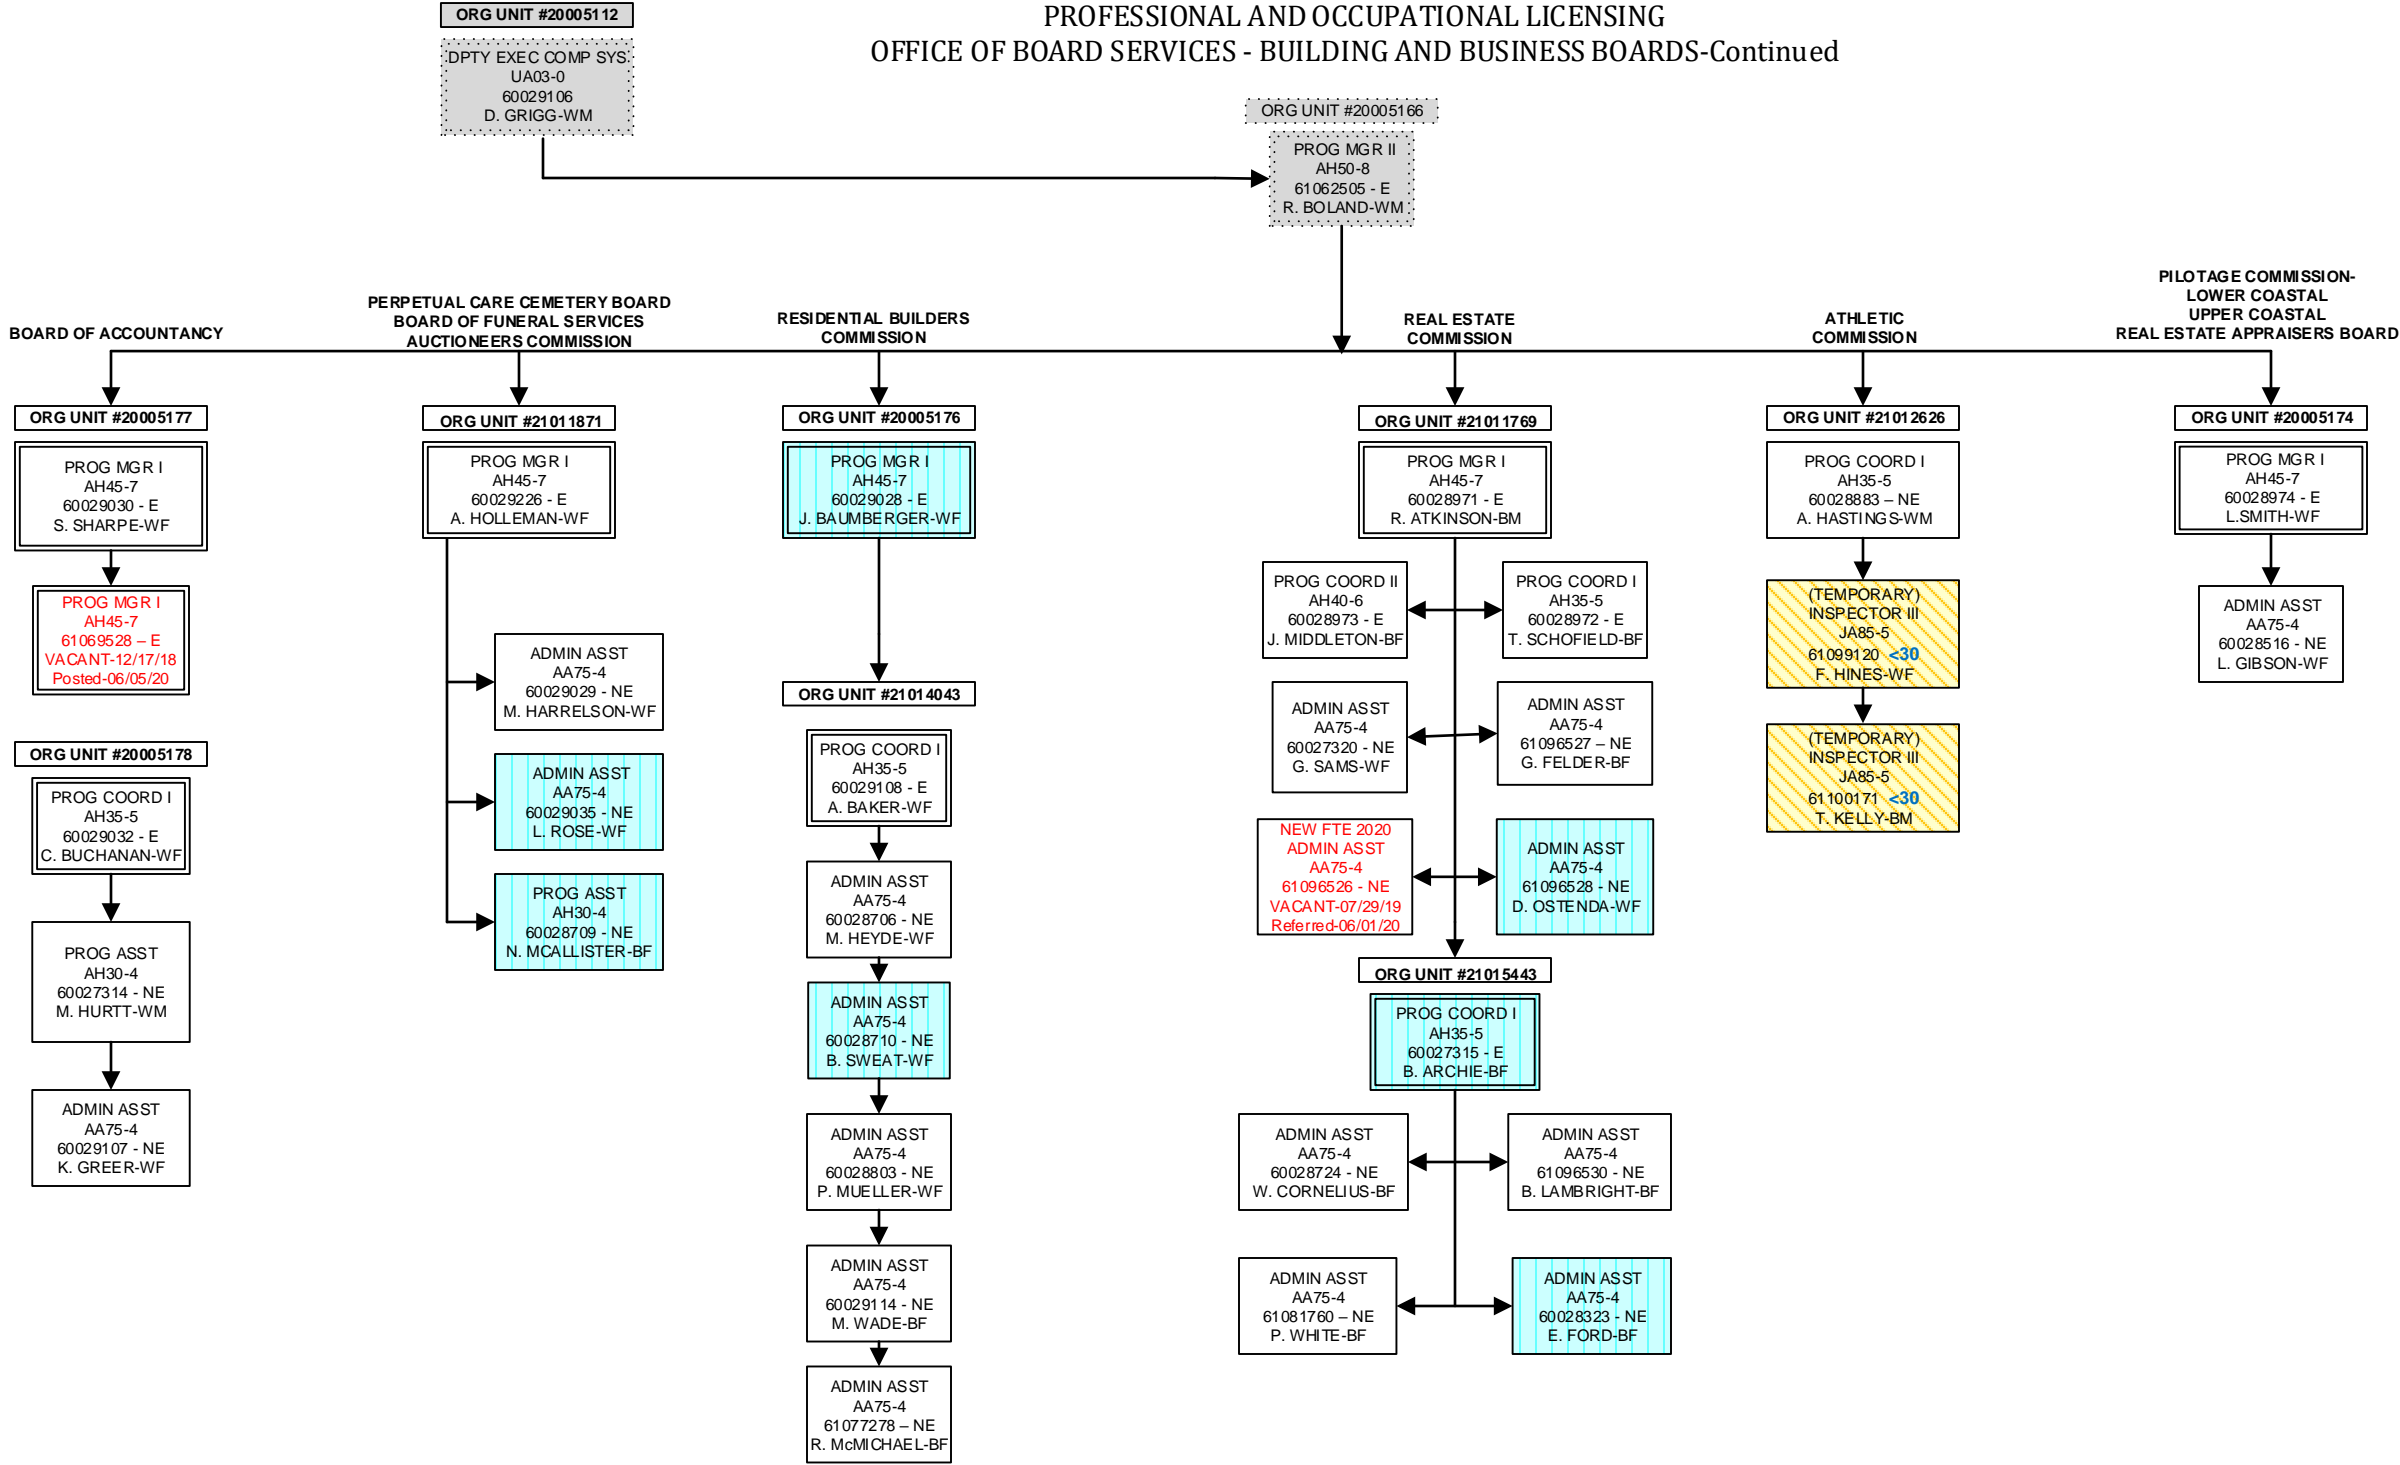 ORG UNIT #20005112
DPTY EXEC COMP SYS
UA03-0
60029106
D. GRIGG-WM
PROFESSIONAL AND OCCUPATIONAL LICENSING
OFFICE OF BOARD SERVICES - BUILDING AND BUSINESS BOARDS-Continued
ORG UNIT #20005166
PROG MGR II
AH50-8
61062505 - E
R. BOLAND-WM
BOARD OF ACCOUNTANCY
ORG UNIT #20005177
PROG MGR I
AH45-7
60029030 - E
S. SHARPE-WF
PROG MGR I
AH45-7
61069528 – E
VACANT-12/17/18
Posted-06/05/20
ORG UNIT #20005178
PROG COORD I
AH35-5
60029032 - E
C. BUCHANAN-WF
PROG ASST
AH30-4
60027314 - NE
M. HURTT-WM
ADMIN ASST
AA75-4
60029107 - NE
K. GREER-WF
PERPETUAL CARE CEMETERY BOARD
BOARD OF FUNERAL SERVICES
AUCTIONEERS COMMISSION
ORG UNIT #21011871
PROG MGR I
AH45-7
60029226 - E
A. HOLLEMAN-WF
ADMIN ASST
AA75-4
60029029 - NE
M. HARRELSON-WF
ADMIN ASST
AA75-4
60029035 - NE
L. ROSE-WF
PROG ASST
AH30-4
60028709 - NE
N. MCALLISTER-BF
RESIDENTIAL BUILDERS
COMMISSION
ORG UNIT #20005176
PROG MGR I
AH45-7
60029028 - E
J. BAUMBERGER-WF
ORG UNIT #21014043
PROG COORD I
AH35-5
60029108 - E
A. BAKER-WF
ADMIN ASST
AA75-4
60028706 - NE
M. HEYDE-WF
ADMIN ASST
AA75-4
60028710 - NE
B. SWEAT-WF
ADMIN ASST
AA75-4
60028803 - NE
P. MUELLER-WF
ADMIN ASST
AA75-4
60029114 - NE
M. WADE-BF
ADMIN ASST
AA75-4
61077278 – NE
R. McMICHAEL-BF
REAL ESTATE
COMMISSION
ORG UNIT #21011769
PROG MGR I
AH45-7
60028971 - E
R. ATKINSON-BM
PROG COORD II
AH40-6
60028973 - E
J. MIDDLETON-BF
PROG COORD I
AH35-5
60028972 - E
T. SCHOFIELD-BF
ADMIN ASST
AA75-4
60027320 - NE
G. SAMS-WF
ADMIN ASST
AA75-4
61096527 – NE
G. FELDER-BF
NEW FTE 2020
ADMIN ASST
AA75-4
61096526 - NE
VACANT-07/29/19
Referred-06/01/20
ADMIN ASST
AA75-4
61096528 - NE
D. OSTENDA-WF
ORG UNIT #21015443
PROG COORD I
AH35-5
60027315 - E
B. ARCHIE-BF
ADMIN ASST
AA75-4
60028724 - NE
W. CORNELIUS-BF
ADMIN ASST
AA75-4
61096530 - NE
B. LAMBRIGHT-BF
ADMIN ASST
AA75-4
61081760 – NE
P. WHITE-BF
ADMIN ASST
AA75-4
60028323 - NE
E. FORD-BF
ATHLETIC
COMMISSION
ORG UNIT #21012626
PROG COORD I
AH35-5
60028883 – NE
A. HASTINGS-WM
(TEMPORARY)
INSPECTOR III
JA85-5
61099120 <30
F. HINES-WF
(TEMPORARY)
INSPECTOR III
JA85-5
61100171 <30
T. KELLY-BM
PILOTAGE COMMISSION-
LOWER COASTAL
UPPER COASTAL
REAL ESTATE APPRAISERS BOARD
ORG UNIT #20005174
PROG MGR I
AH45-7
60028974 - E
L.SMITH-WF
ADMIN ASST
AA75-4
60028516 - NE
L. GIBSON-WF